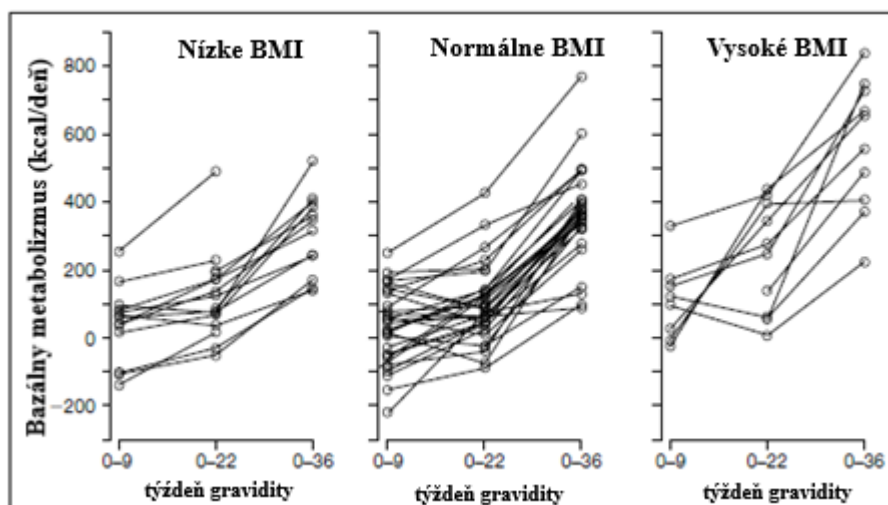 Nízke BMI
Normálne BMI
Vysoké BMI
Bazálny metabolizmus (kcal/deň)
800
600
400
200
0
−200
0–9
0–22
0–36
0–9
0–22
0–36
0–9
0–22
0–36
týždeň gravidity
týždeň gravidity
týždeň gravidity